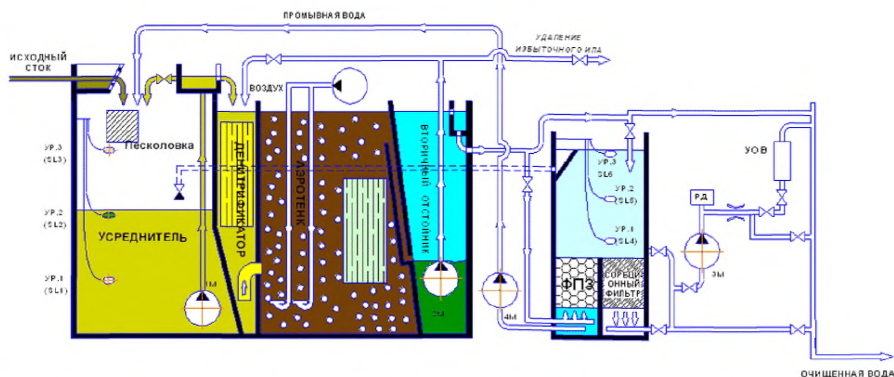 ПРОМЫВНАЯ ВОДА
УДАЛЕНИЕ
ИЗБЫТОЧНОГО ИЛА
ИСХОДНЫЙ
СТОК
ВОЗДУХ
Песколовка
УР.3
(SL3)
УР.2
(SL2)
УСРЕДНИТЕЛЬ
УР.1
(SL1)
1М
ДЕНИТРИФИКАТОР
АЭРОТЕНК
ВТОРИЧНЫЙ ОТСТОЙНИК
2М
4М
УР.3
SL6
УР.2
(SL5)
УР.1
(SL4)
ФПЗ
СОРБЦИ
ОННЫЙ
ФИЛЬТР
РД
3М
УОВ
ОЧИЩЕННАЯ ВОДА